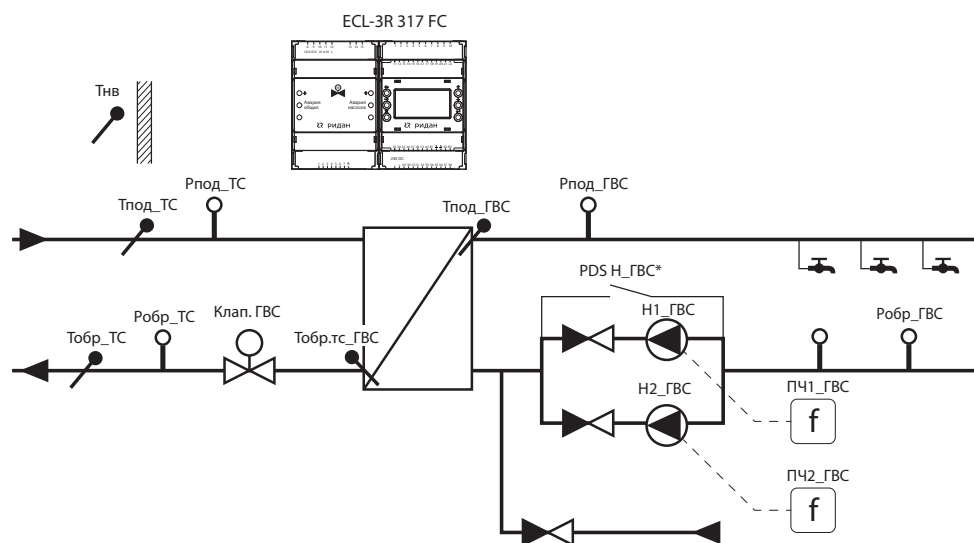 ECL-3R 317 FC
Авария общая
Авария насосов
ридан
ридан
Тнв
Рпод_ТС
Тпод_ТС
Рпод_ГВС
Тпод_ГВС
PDS Н_ГВС*
Н1_ГВС
Робр_ТС
Клап. ГВС
Тобр_ТС
Тобр.тс_ГВС
Робр_ГВС
Н2_ГВС
ПЧ1_ГВС
f
ПЧ2_ГВС
f